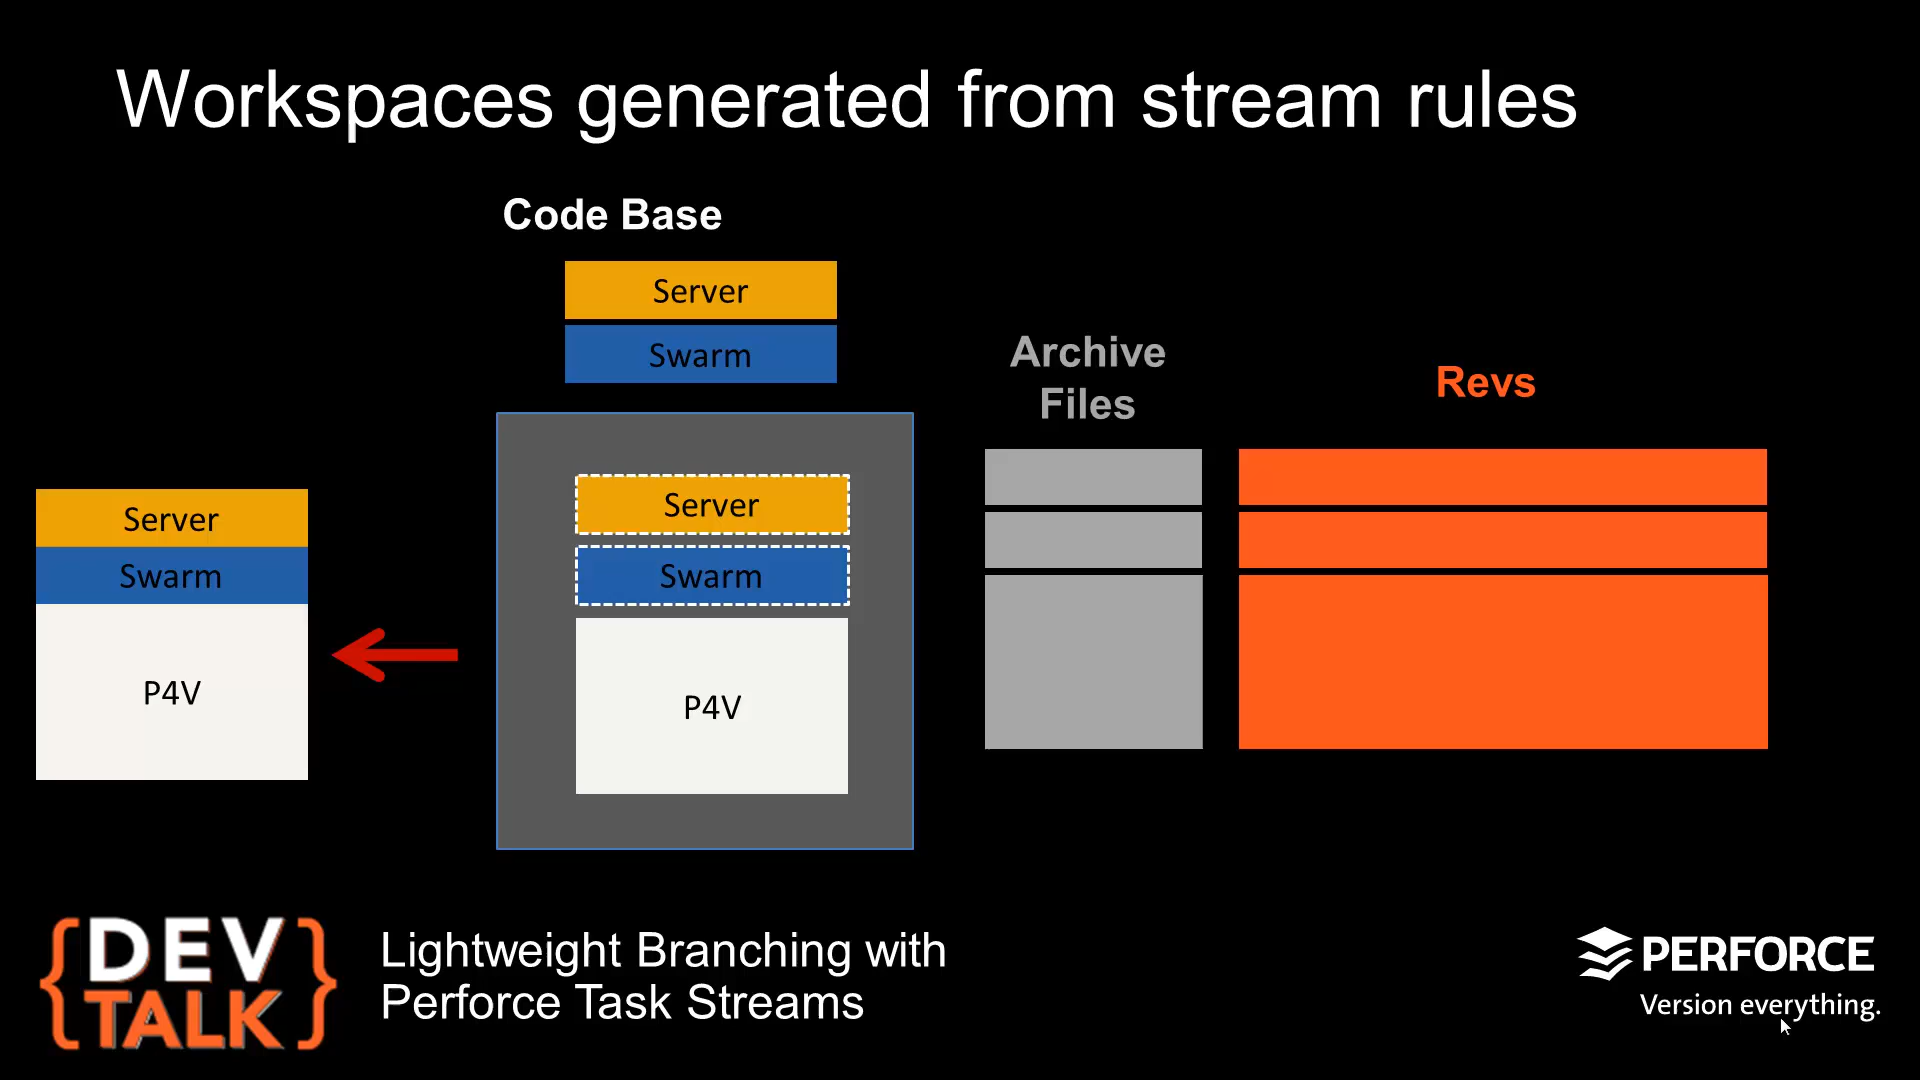 Workspaces generated from stream rules
Code Base
Server
Swarm
Archive
Files
Revs
Server
Swarm
P4V
Server
Swarm
P4V
{DEV
TALK}
Lightweight Branching with
Perforce Task Streams
PERFORCE
Version everything.